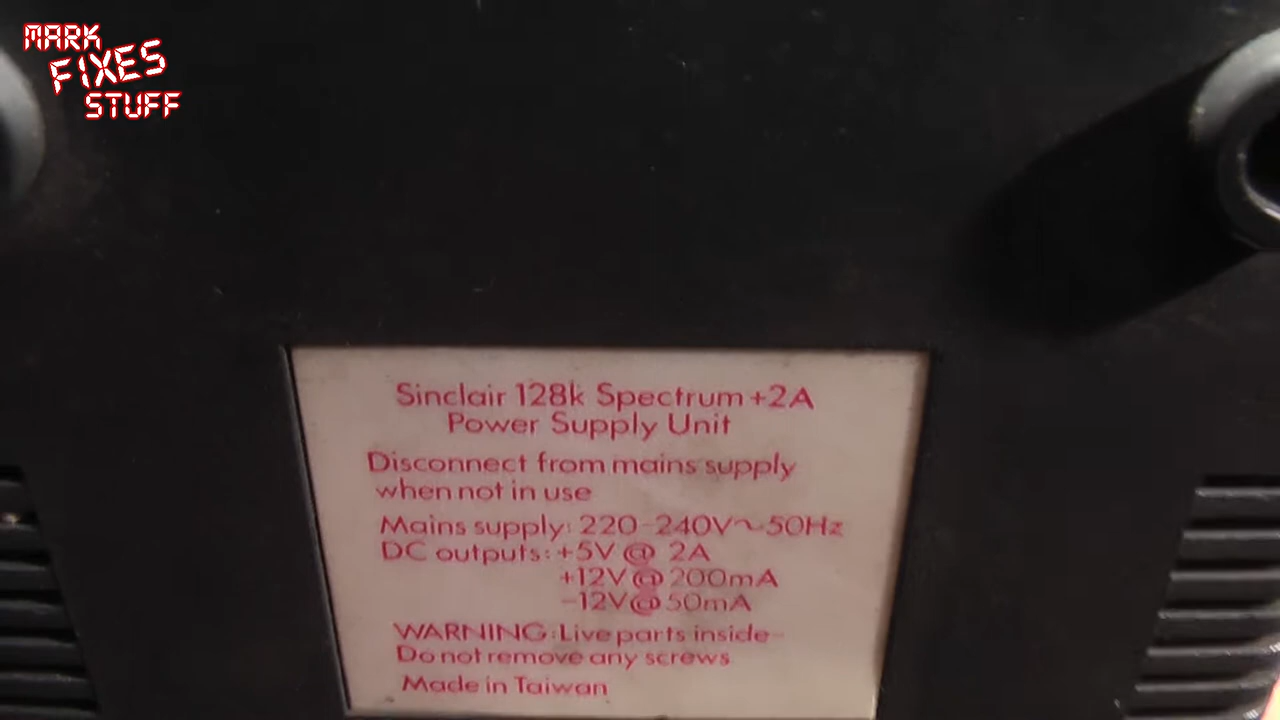 MARK
FIXES
STUFF
Sinclair 128k Spectrum +2A
Power Supply Unit
Disconnect from mains supply
when not in use
Mains supply: 220-240V~50Hz
DC outputs: +5V @ 2A
+12V@200mA
-12V@50mA
WARNING: Live parts inside
Do not remove any screws
Made in Taiwan